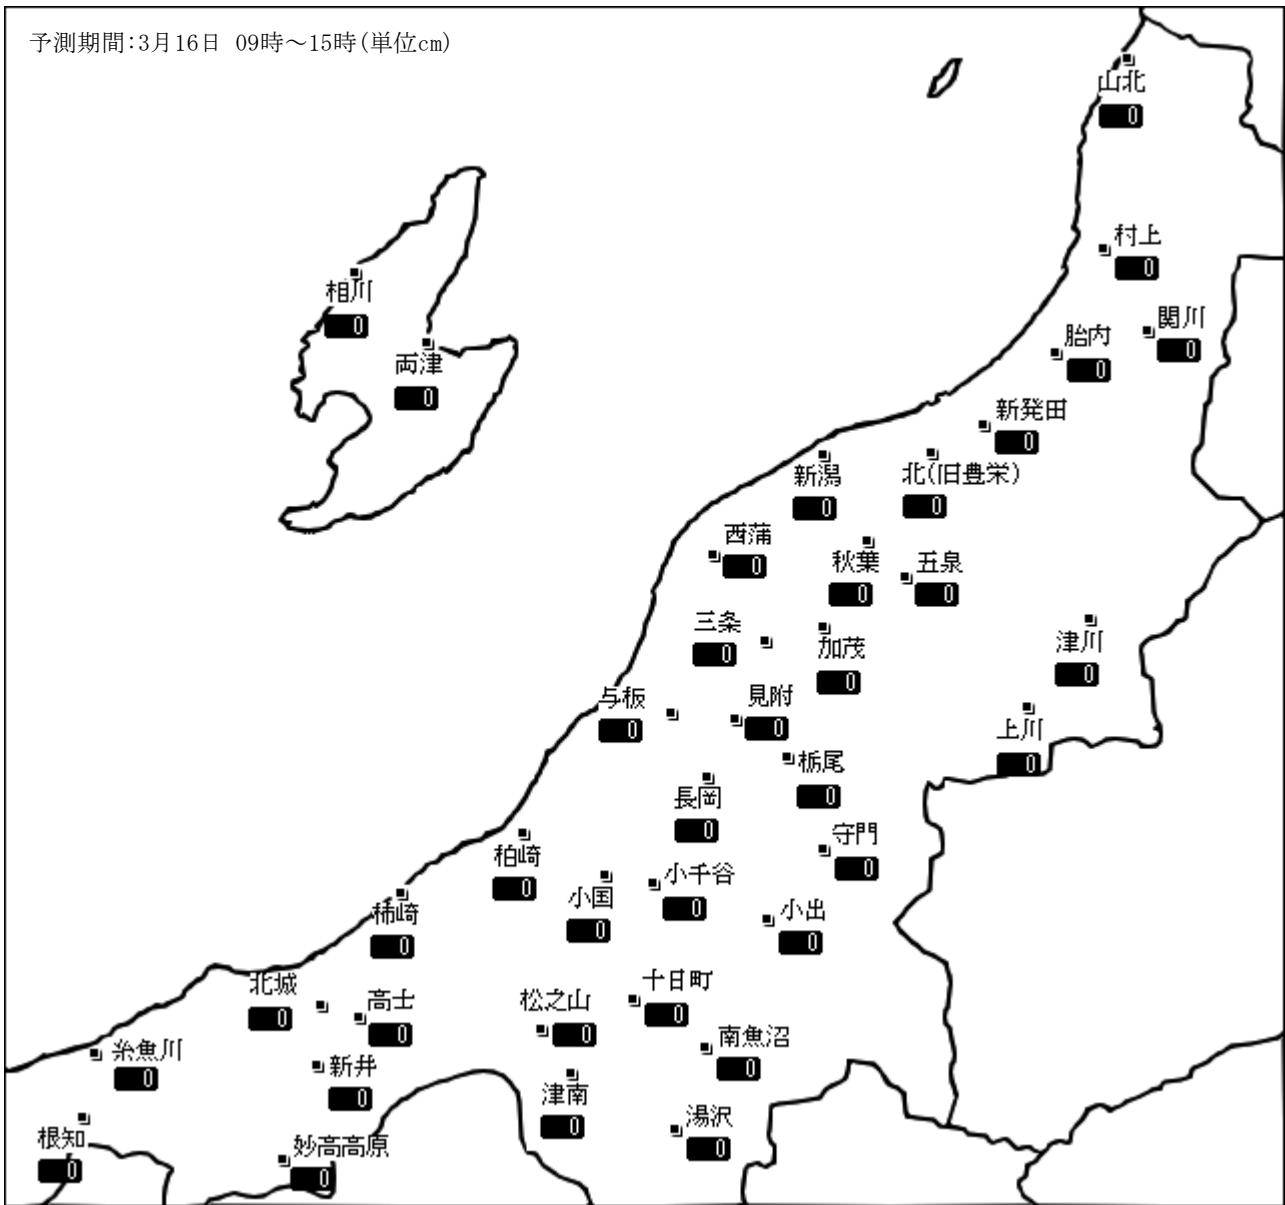 予測期間:3月16日 09時～15時(単位cm)
山北
0
村上
0
相川
0
関川
0
胎内
0
両津
0
新発田
0
新潟
0
北(旧豊栄)
0
西蒲
0
秋葉
0
五泉
0
三条
0
加茂
0
津川
0
与板
0
見附
0
上川
0
栃尾
0
長岡
0
守門
0
柏崎
0
小千谷
0
小国
0
小出
0
柿崎
0
十日町
0
北城
0
高士
0
松之山
0
南魚沼
0
糸魚川
0
新井
0
津南
0
湯沢
0
根知
0
妙高高原
0